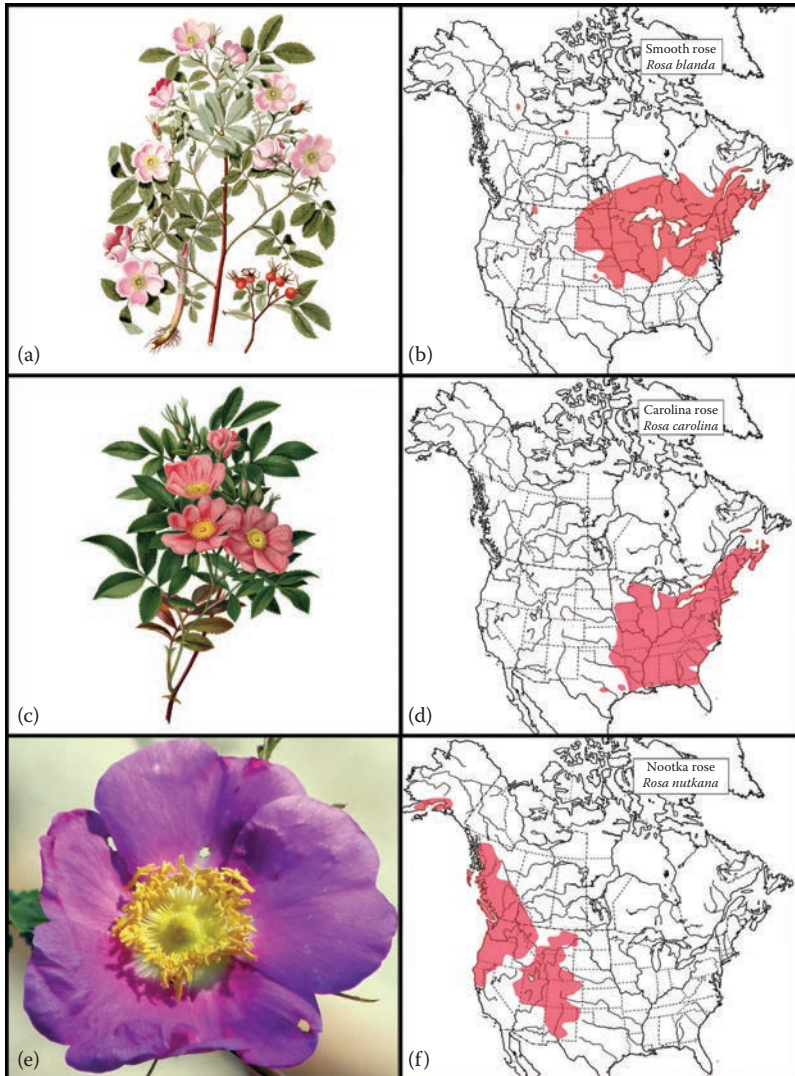 Smooth rose
Rosa blanda
(a)
(b)
Carolina rose
Rosa carolina
(c)
(d)
Nootka rose
Rosa nutkana
(e)
(f)